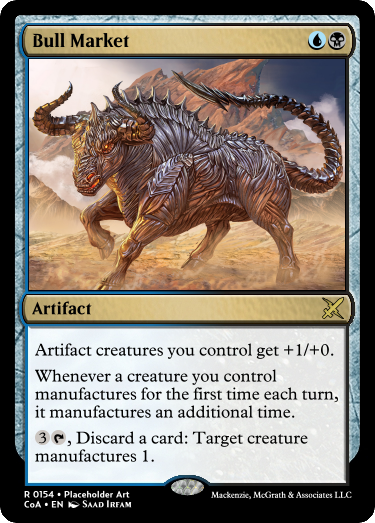 Bull Market
Artifact
Artifact creatures you control get +1/+0.
Whenever a creature you control
manufactures for the first time each turn,
it manufactures an additional time.
3, Discard a card: Target creature
manufactures 1.
R 0154 • Placeholder Art
CoA • EN Saad Irfam
Mackenzie, McGrath & Associates LLC